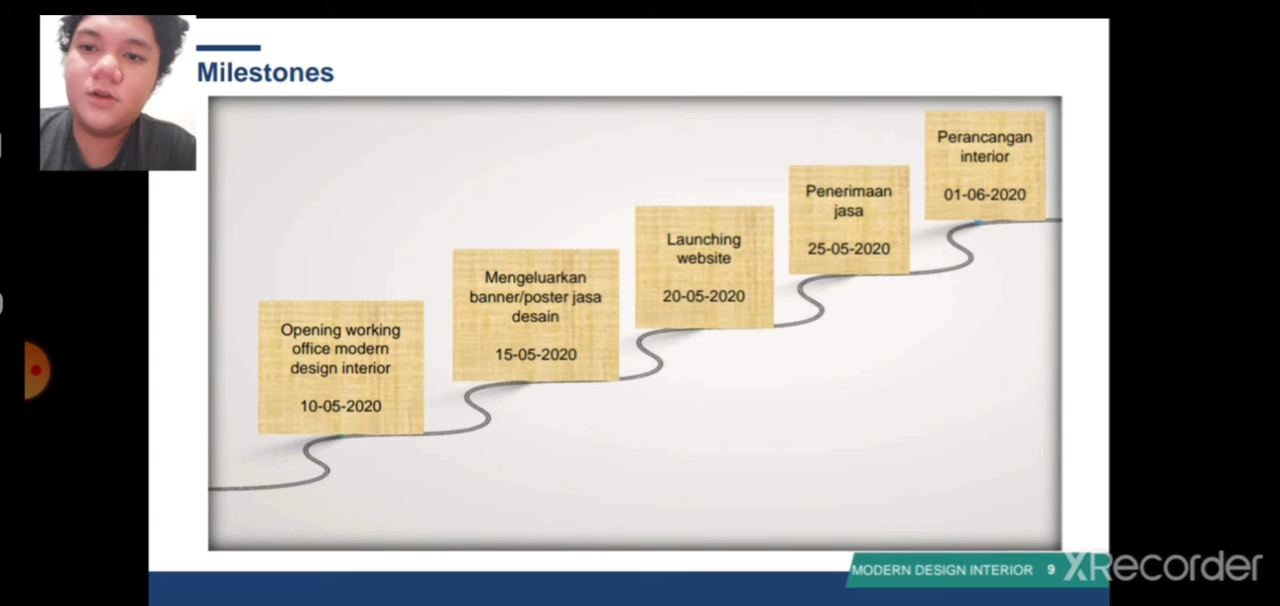 Milestones
Opening working
office modern
design interior
10-05-2020
Mengeluarkan
banner/poster jasa
desain
15-05-2020
Launching
website
20-05-2020
Penerimaan
jasa
25-05-2020
Perancangan
interior
01-06-2020
MODERN DESIGN INTERIOR 9
XRecorder